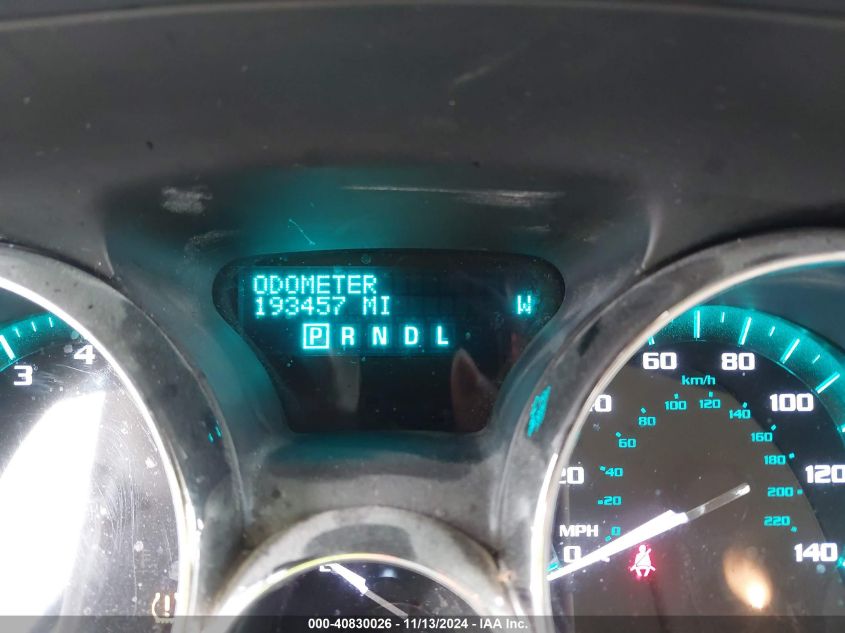 ODOMETER
193457 MI W
P R N D L
3 4
20 60 80 100 120 140
km/h
20 40 60 80 100 120 140 160 180 200 220
MPH
0 0
000-40830026 - 11/13/2024 - IAA Inc.